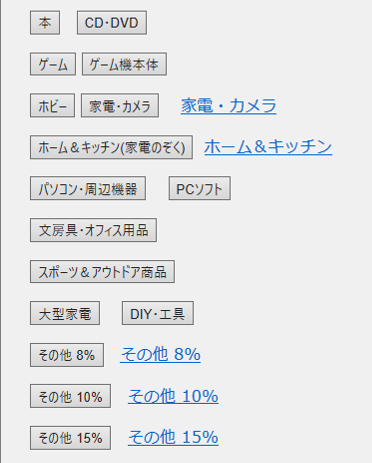 本 CD・DVD
ゲーム ゲーム機本体
ホビー 家電・カメラ 家電・カメラ
ホーム＆キッチン(家電のぞく) ホーム＆キッチン
パソコン・周辺機器 PCソフト
文房具・オフィス用品
スポーツ＆アウトドア商品
大型家電 DIY・工具
その他 8% その他 8%
その他 10% その他 10%
その他 15% その他 15%